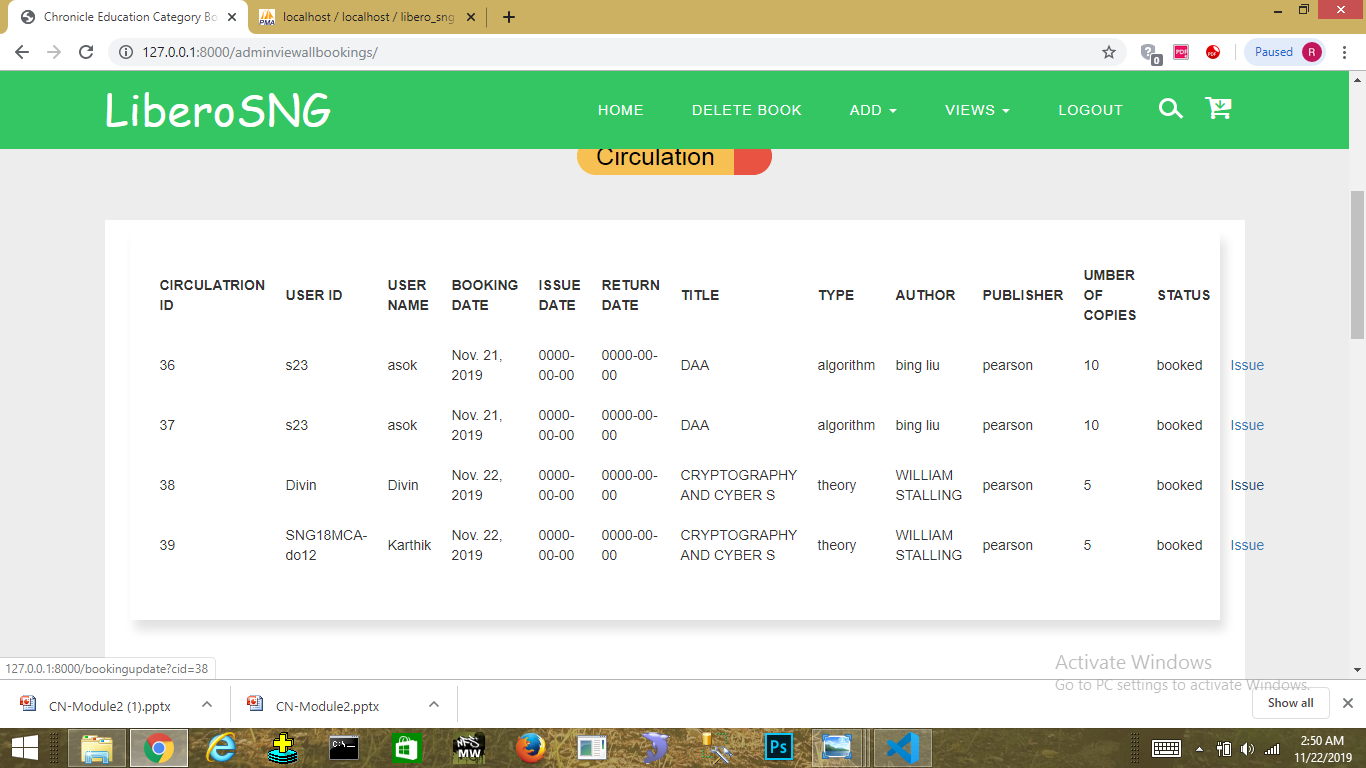 Chronicle Education Category Bo
localhost / localhost / libero_sng
127.0.0.1:8000/adminviewallbookings/
0
PDF
Paused
R
LiberoSNG
HOME
DELETE BOOK
ADD
VIEWS
LOGOUT
Circulation
CIRCULATRION ID USER ID USER NAME BOOKING DATE ISSUE DATE RETURN DATE TITLE TYPE AUTHOR PUBLISHER UMBER OF COPIES STATUS
36 s23 asok Nov. 21, 2019 0000-00-00 0000-00-00 DAA algorithm bing liu pearson 10 booked Issue
37 s23 asok Nov. 21, 2019 0000-00-00 0000-00-00 DAA algorithm bing liu pearson 10 booked Issue
38 Divin Divin Nov. 22, 2019 0000-00-00 0000-00-00 CRYPTOGRAPHY AND CYBER S theory WILLIAM STALLING pearson 5 booked Issue
39 SNG18MCA-do12 Karthik Nov. 22, 2019 0000-00-00 0000-00-00 CRYPTOGRAPHY AND CYBER S theory WILLIAM STALLING pearson 5 booked Issue
127.0.0.1:8000/bookingupdate?cid=38
Activate Windows
Go to PC settings to activate Windows.
CN-Module2 (1).pptx
CN-Module2.pptx
Show all
MW
Ps
2:50 AM
11/22/2019